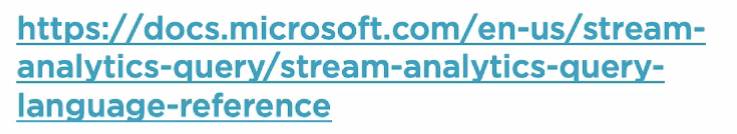 https://docs.microsoft.com/en-us/stream-
analytics-query/stream-analytics-query-
language-reference